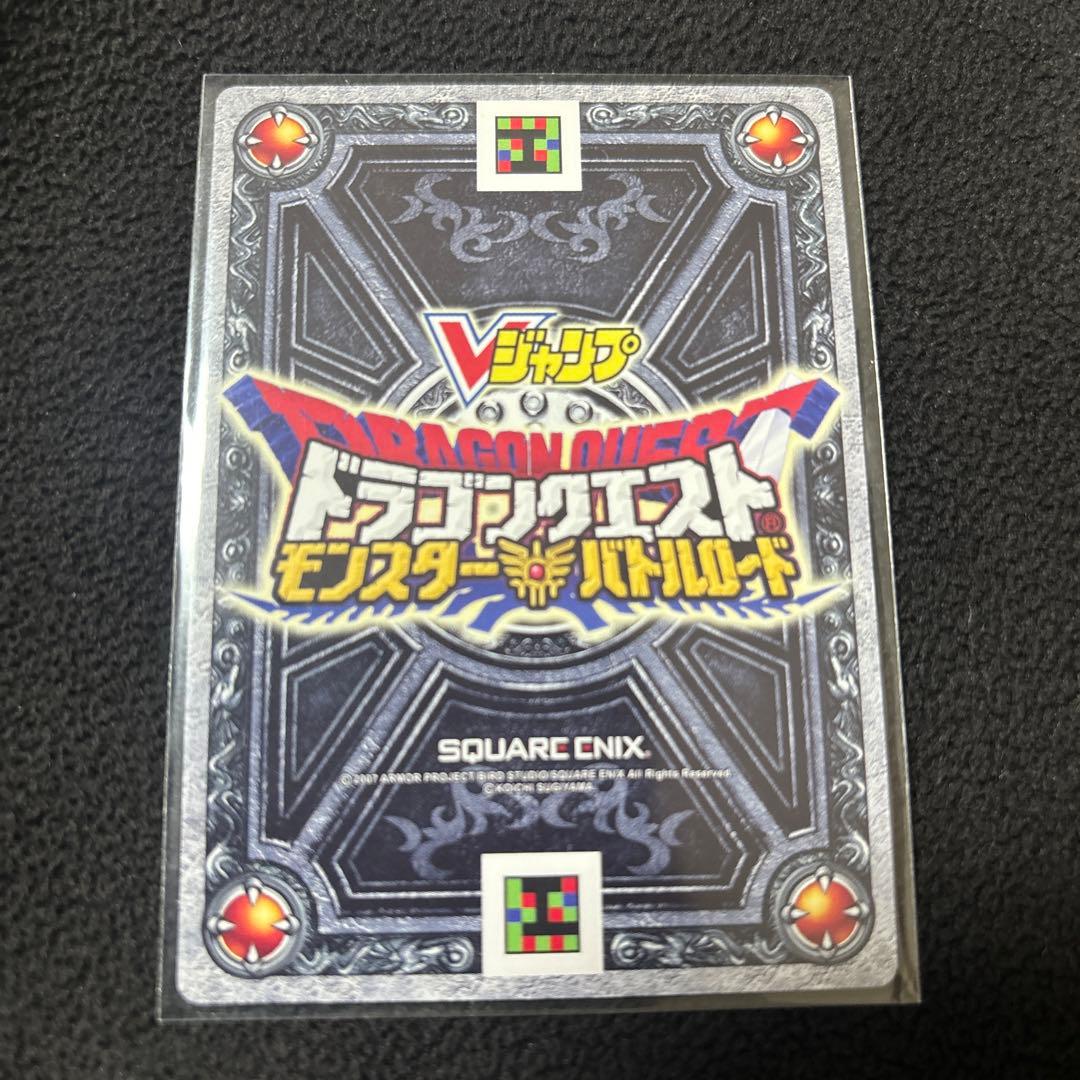 Vジャンプ
DRAGON QUEST
ドラゴンクエスト®
モンスターバトルロード
SQUARE ENIX®
©2007 ARMOR PROJECT/BIRD STUDIO/SQUARE ENIX All Rights Reserved.
©KOICHI SUGIYAMA